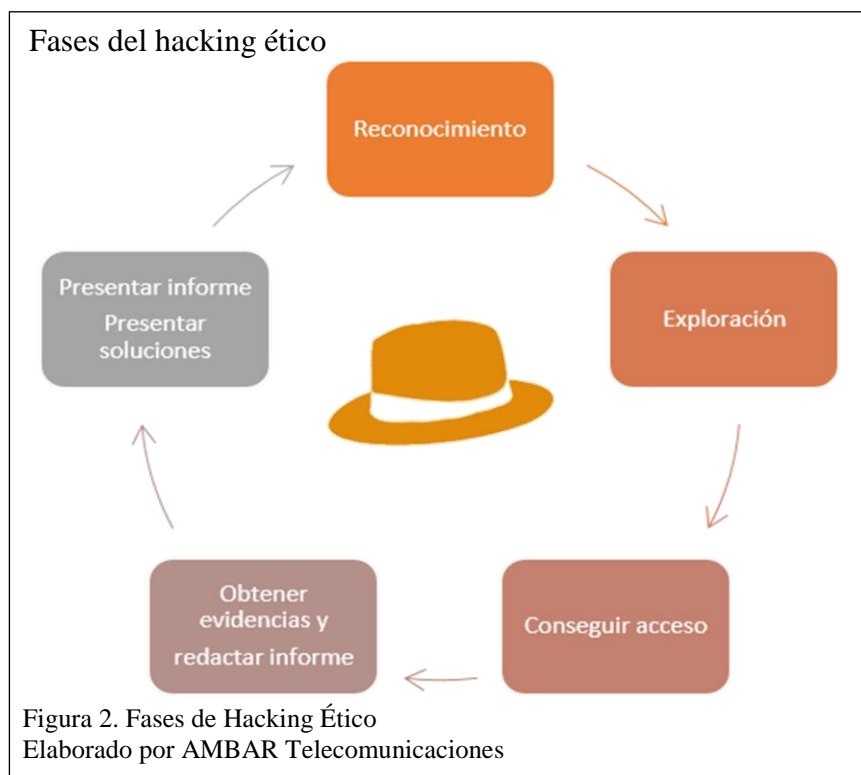 Fases del hacking ético
Reconocimiento
Exploración
Conseguir acceso
Obtener
evidencias y
redactar informe
Presentar informe
Presentar
soluciones
Figura 2. Fases de Hacking Ético
Elaborado por AMBAR Telecomunicaciones